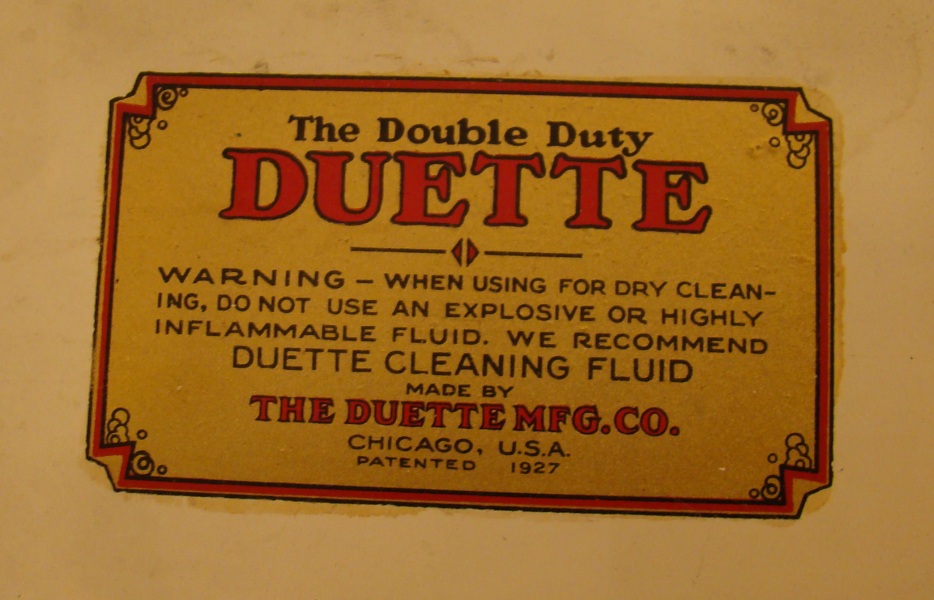 The Double Duty
DUETTE
WARNING – WHEN USING FOR DRY CLEAN-
ING, DO NOT USE AN EXPLOSIVE OR HIGHLY
INFLAMMABLE FLUID. WE RECOMMEND
DUETTE CLEANING FLUID
MADE BY
THE DUETTE MFG. CO.
CHICAGO, U.S.A.
PATENTED 1927